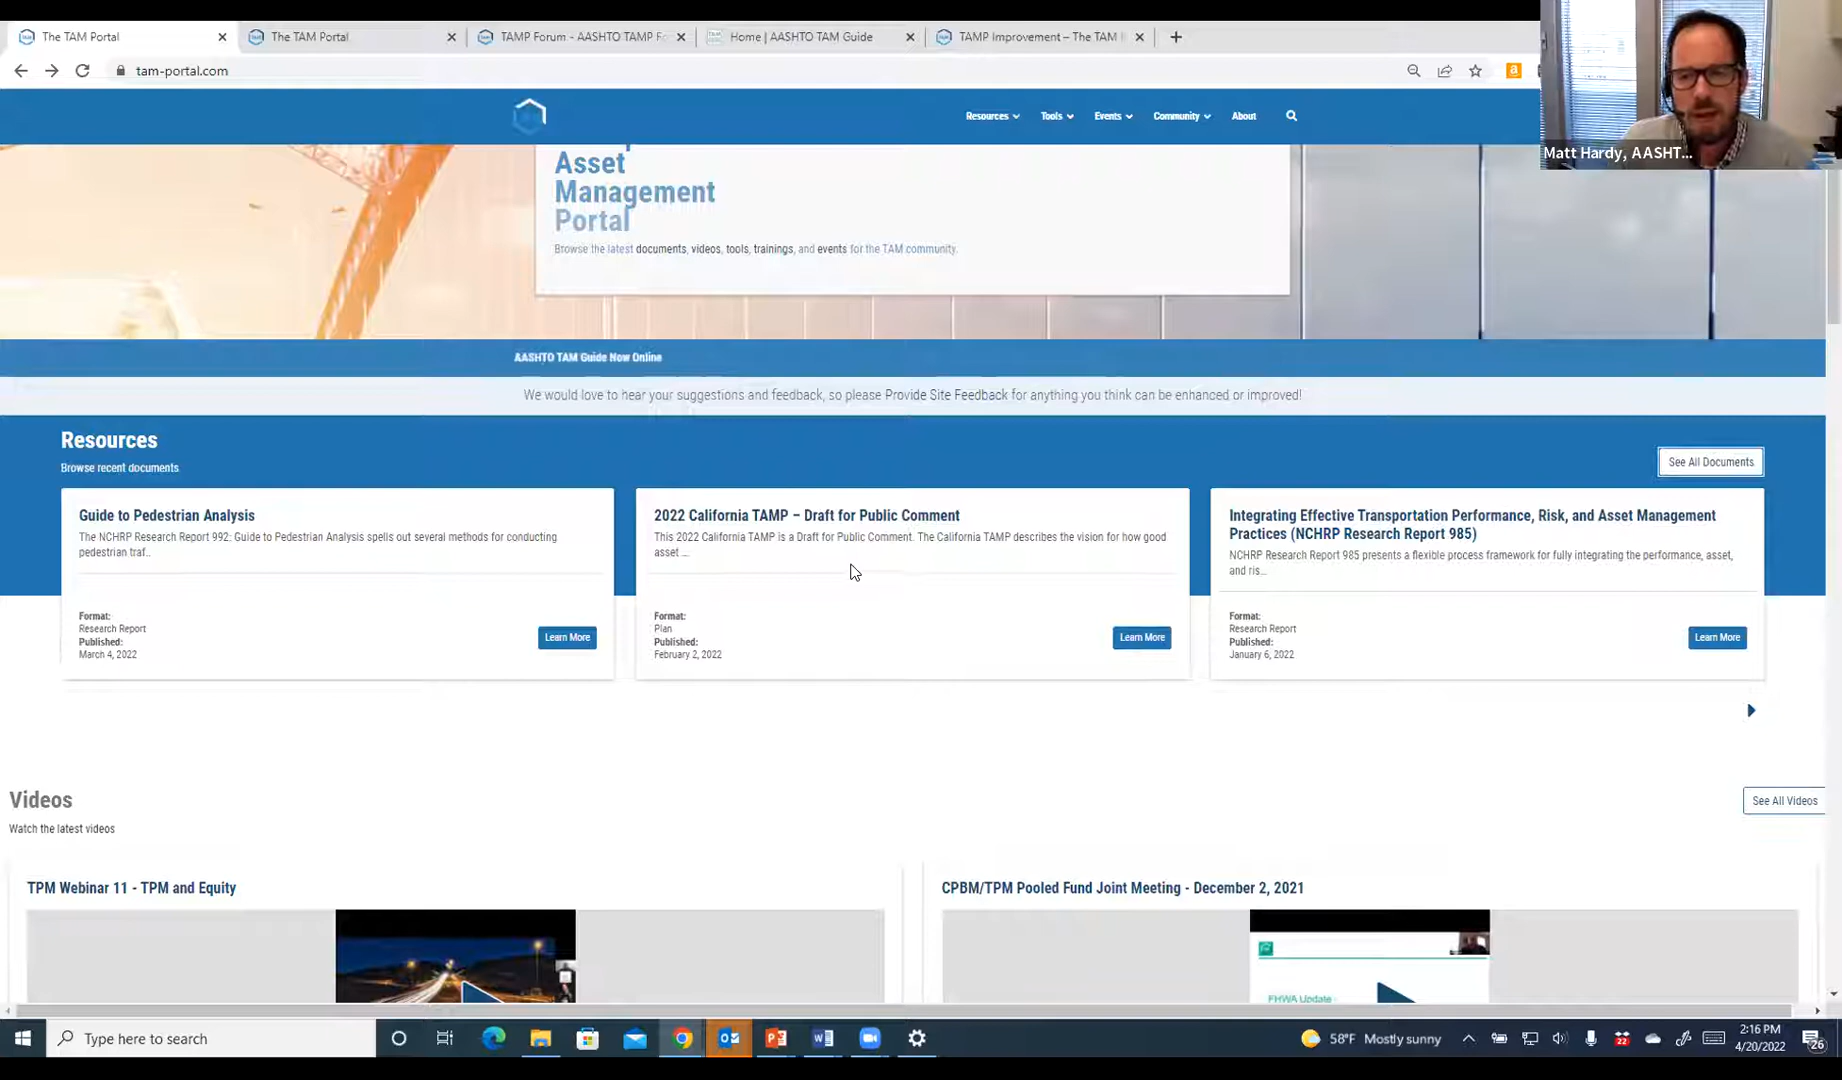 The TAM Portal
The TAM Portal
TAMP Forum - AASHTO TAMP F
Home | AASHTO TAM Guide
TAMP Improvement – The TAM
tam-portal.com
Resources
Tools
Events
Community
About
Matt Hardy, AASHT...
Asset
Management
Portal
Browse the latest documents, videos, tools, trainings, and events for the TAM community.
AASHTO TAM Guide Now Online
We would love to hear your suggestions and feedback, so please Provide Site Feedback for anything you think can be enhanced or improved!
Resources
Browse recent documents
See All Documents
Guide to Pedestrian Analysis
The NCHRP Research Report 992: Guide to Pedestrian Analysis spells out several methods for conducting
pedestrian traf..
Format:
Research Report
Published:
March 4, 2022
Learn More
2022 California TAMP – Draft for Public Comment
This 2022 California TAMP is a Draft for Public Comment. The California TAMP describes the vision for how good
asset ...
Format:
Plan
Published:
February 2, 2022
Learn More
Integrating Effective Transportation Performance, Risk, and Asset Management
Practices (NCHRP Research Report 985)
NCHRP Research Report 985 presents a flexible process framework for fully integrating the performance, asset,
and ris...
Format:
Research Report
Published:
January 6, 2022
Learn More
Videos
Watch the latest videos
See All Videos
TPM Webinar 11 - TPM and Equity
CPBM/TPM Pooled Fund Joint Meeting - December 2, 2021
FHWA Update -
Type here to search
58°F Mostly sunny
22
2:16 PM
4/20/2022
26